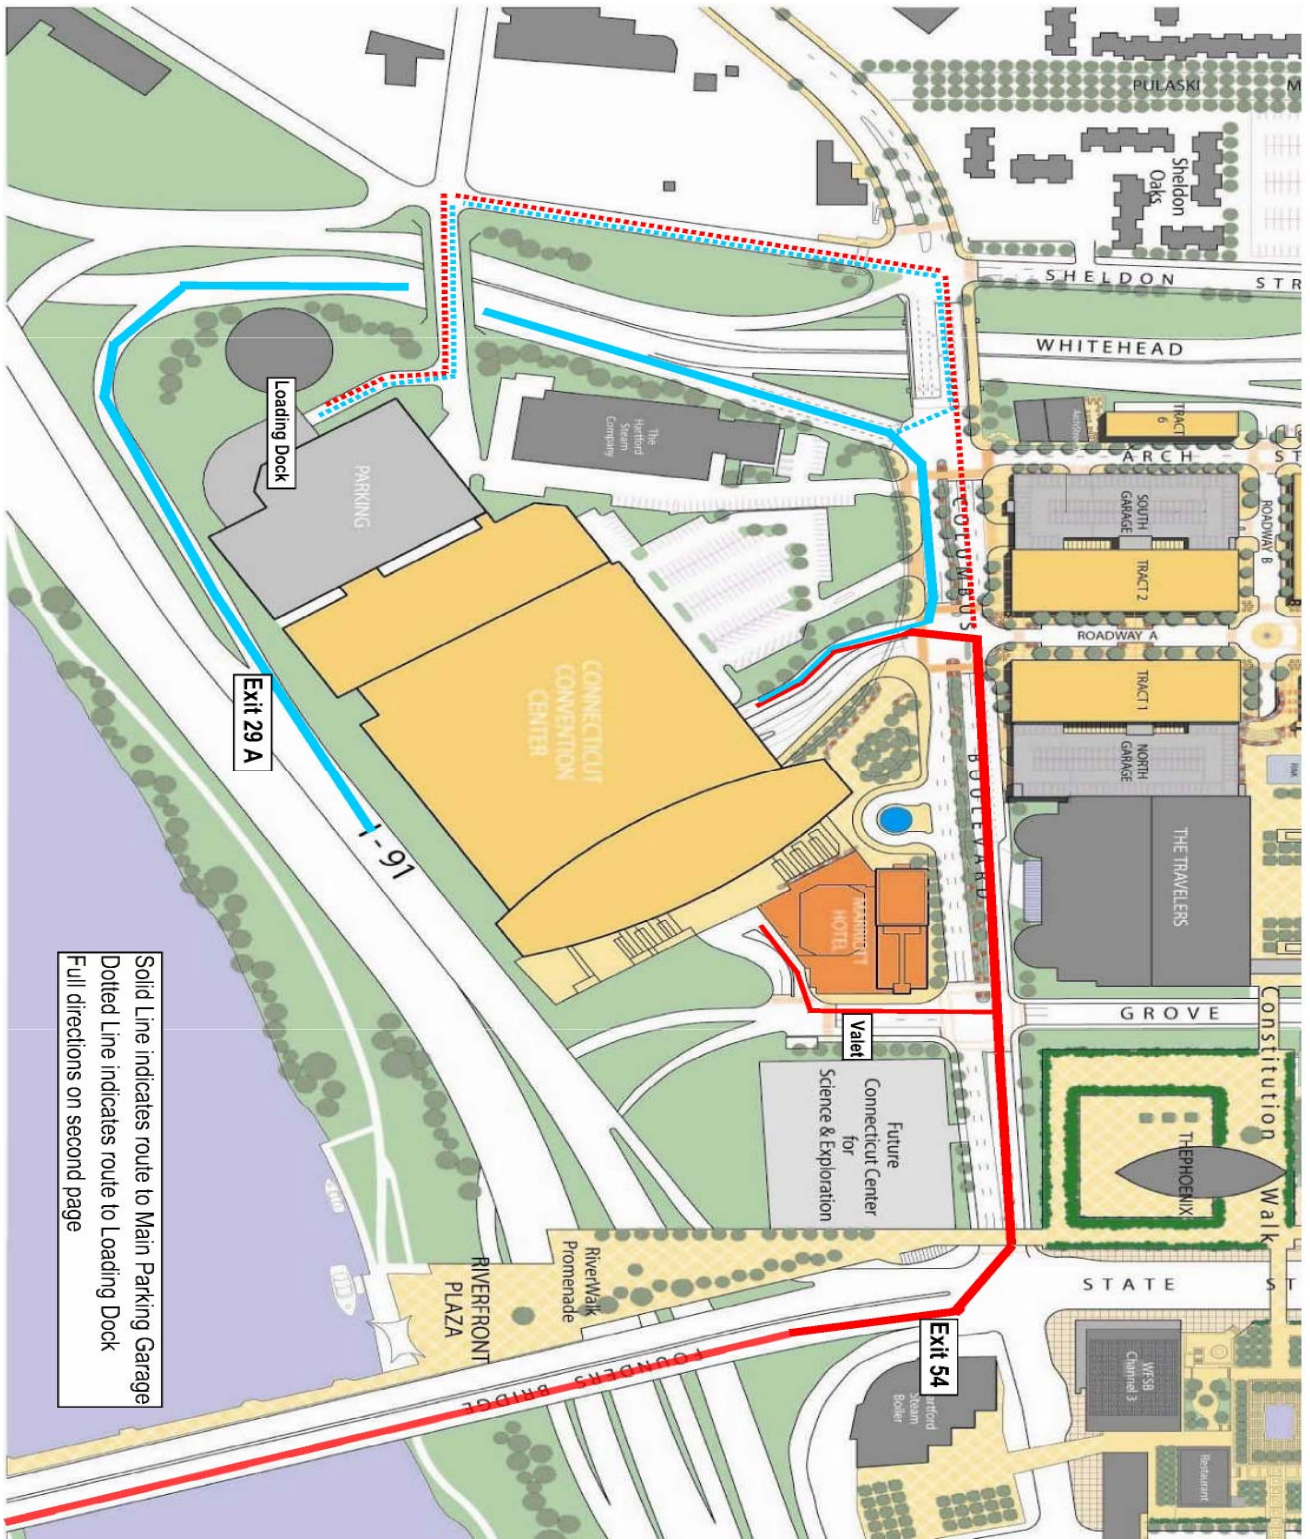 PULASKI
M
Sheldon
Oaks
SHELDON
STR
WHITEHEAD
TRACT
6
ARCH
ST
SOUTH
GARAGE
ROADWAY B
TRACT 2
ROADWAY A
TRACT 1
NORTH
GARAGE
THE TRAVELERS
GROVE
Constitution Walk
THEPHOENIX
STATE
ST
WFSB
Channel 3
Restaurant
COLUMBUS BOULEVARD
The
Hartford
Steam
Company
Loading Dock
PARKING
CONNECTICUT
CONVENTION
CENTER
MARRIOTT
HOTEL
Valet
Future
Connecticut Center
for
Science & Exploration
Exit 54
artford
Steam
Boiler
Exit 29 A
I-91
RiverWalk
Promenade
RIVERFRONT
PLAZA
FOUNDERS BRIDGE
Solid Line indicates route to Main Parking Garage
Dotted Line indicates route to Loading Dock
Full directions on second page